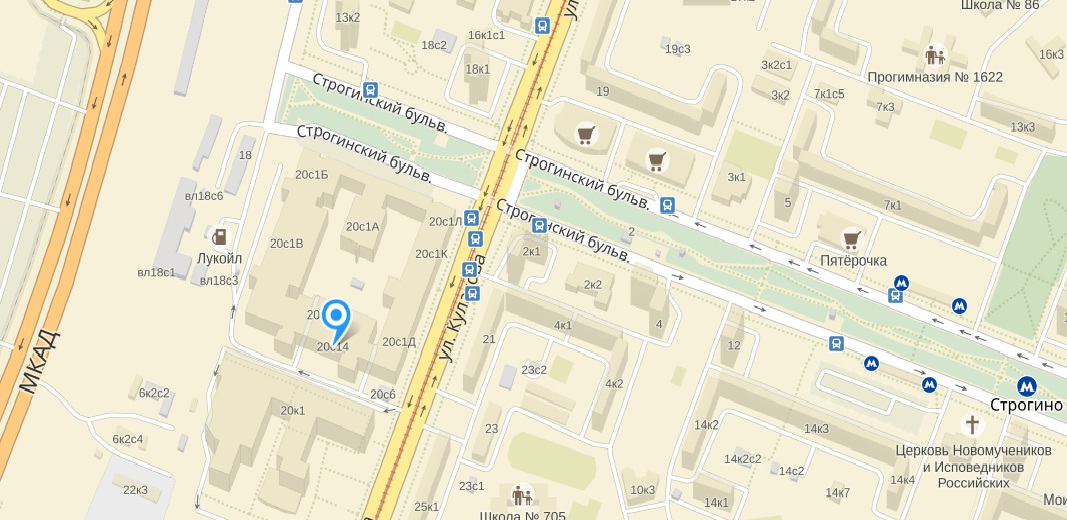 Школа № 86
13к2
18с2
16к1с1
18к1
ул.
19с3
16к3
3к2с1
Прогимназия № 1622
Строгинский бульв.
19
3к2
7к1с5
7к3
13к3
Строгинский бульв.
18
Строгинский бульв.
20с1Б
3к1
вл18с6
5
7к1
20с1А
20с1Л
Строгинский бульв.
2
20с1В
20с1К
2к1
Лукойл
Пятёрочка
вл18с1
вл18с3
2к2
ул. Кулакова
4к1
4
20с14
20с1Д
21
12
МКАД
23с2
4к2
20с6
6к2с2
Строгино
20к1
23
14к2
14к3
6к2с4
Церковь Новомучеников
и Исповедников
Российских
14к2с2
14с2
22к3
23с1
10к3
14к1
14к7
14к4
25к1
Школа № 705
Мои